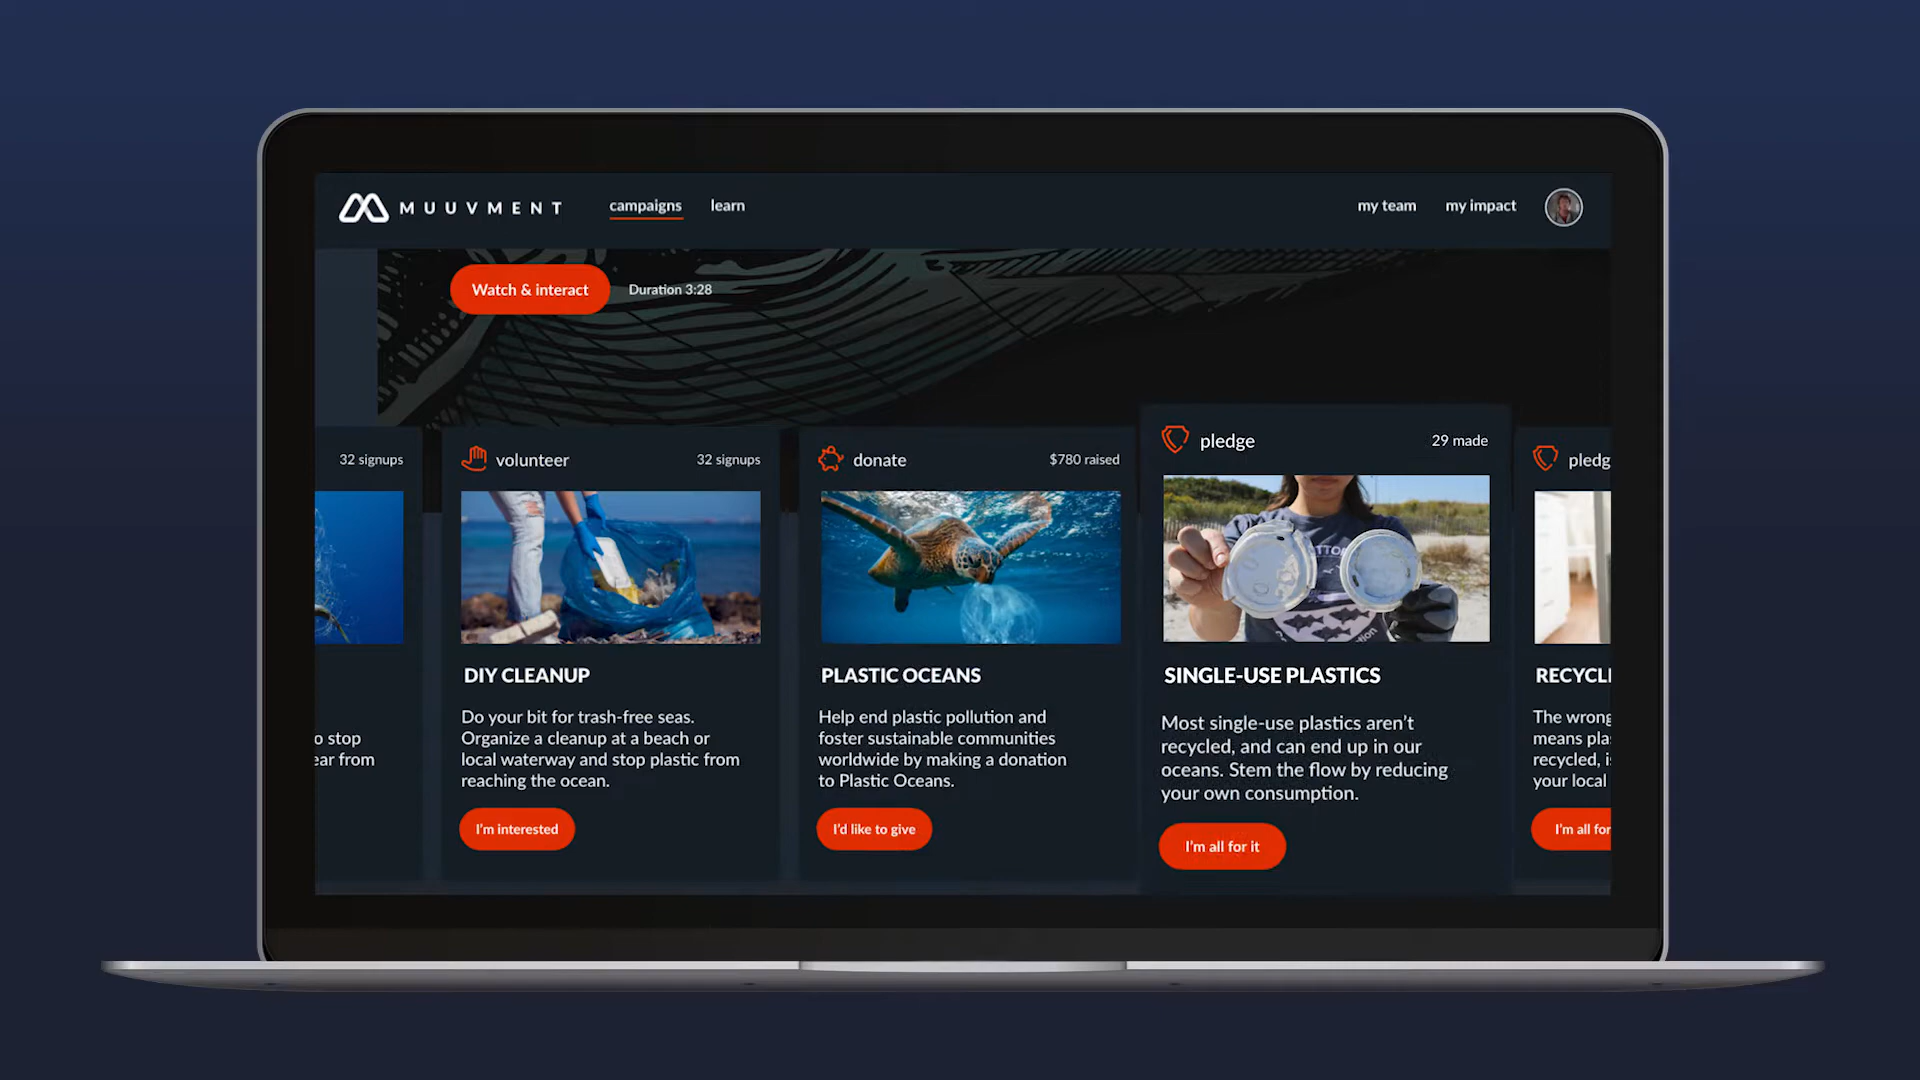 MUUVMENT
campaigns
learn
my team
my impact
Watch & interact
Duration 3:28
32 signups
o stop
ear from
volunteer
32 signups
DIY CLEANUP
Do your bit for trash-free seas.
Organize a cleanup at a beach or
local waterway and stop plastic from
reaching the ocean.
I'm interested
donate
$780 raised
PLASTIC OCEANS
Help end plastic pollution and
foster sustainable communities
worldwide by making a donation
to Plastic Oceans.
I'd like to give
pledge
29 made
SINGLE-USE PLASTICS
Most single-use plastics aren't
recycled, and can end up in our
oceans. Stem the flow by reducing
your own consumption.
I'm all for it
pledg
RECYCL
The wrong
means pla
recycled, i
your local
I'm all for